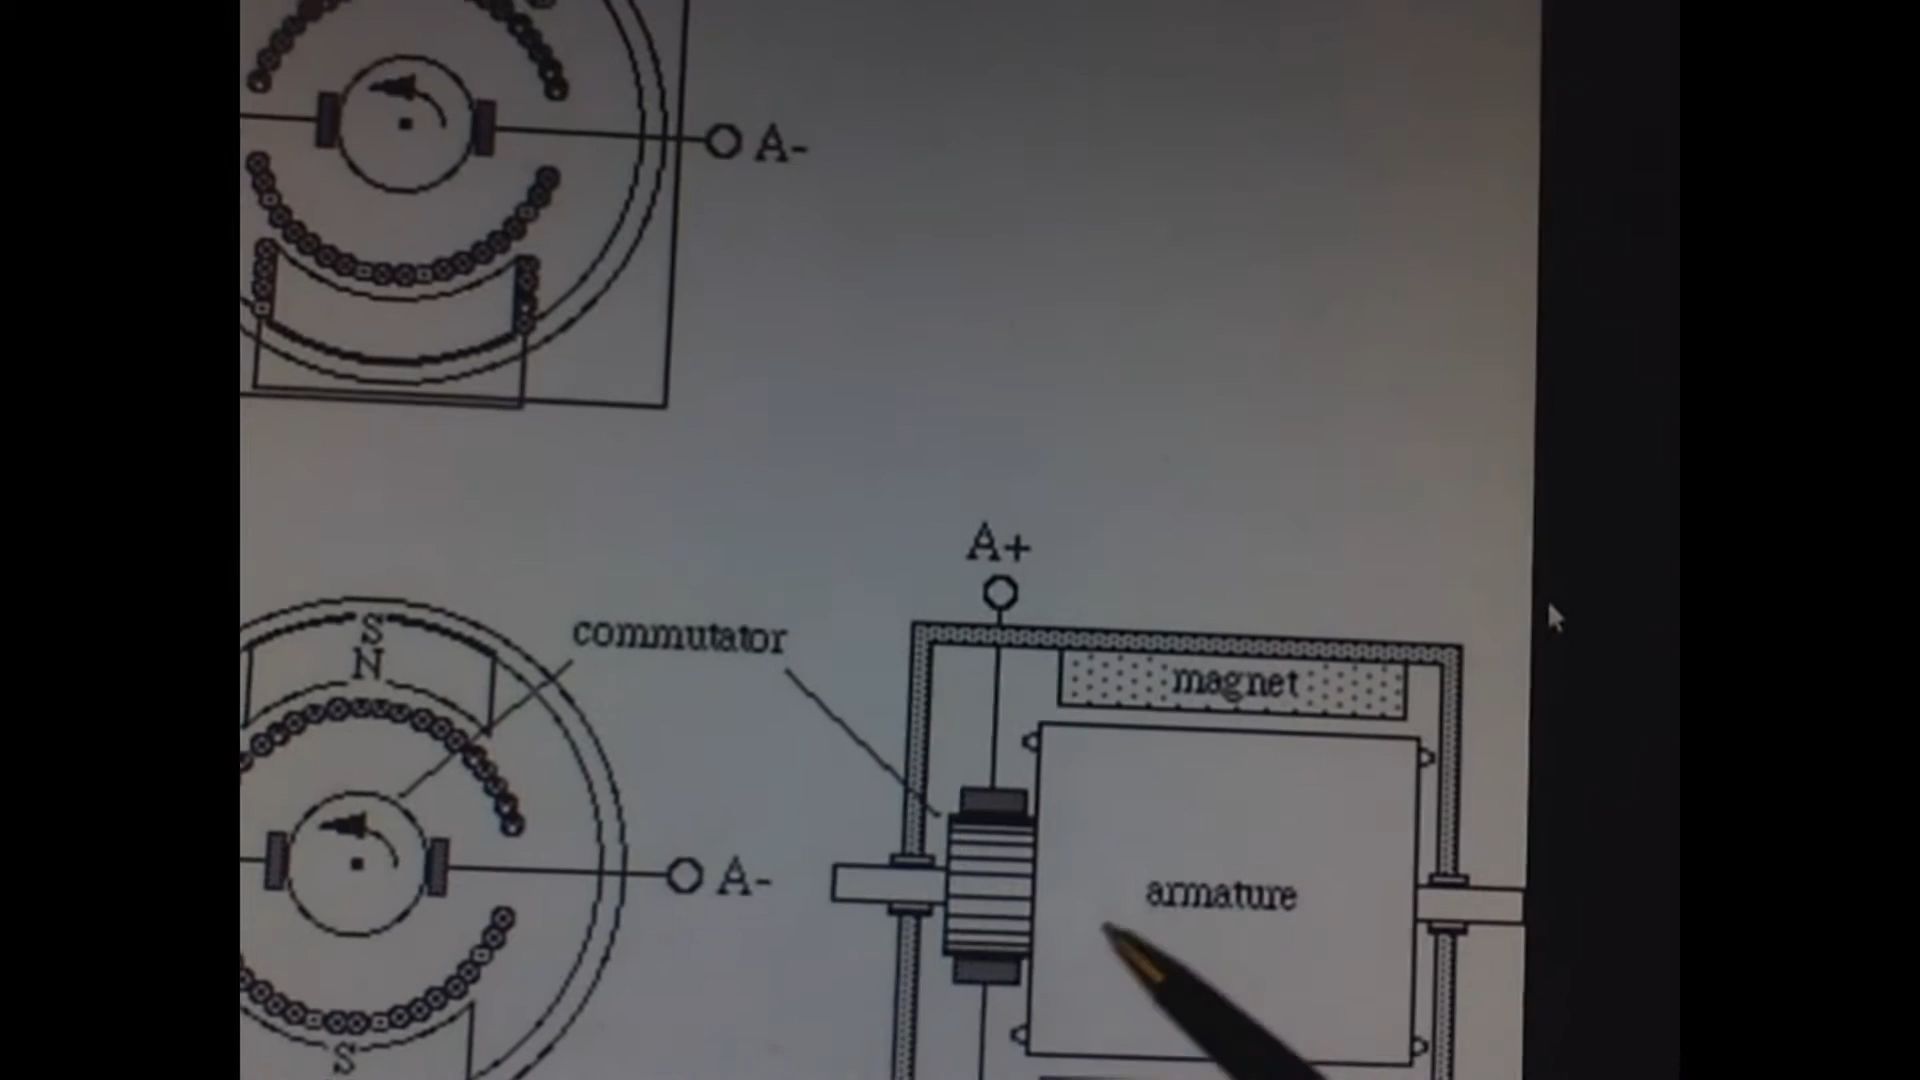 A-
A+
S
N
commutator
magnet
A-
armature
S